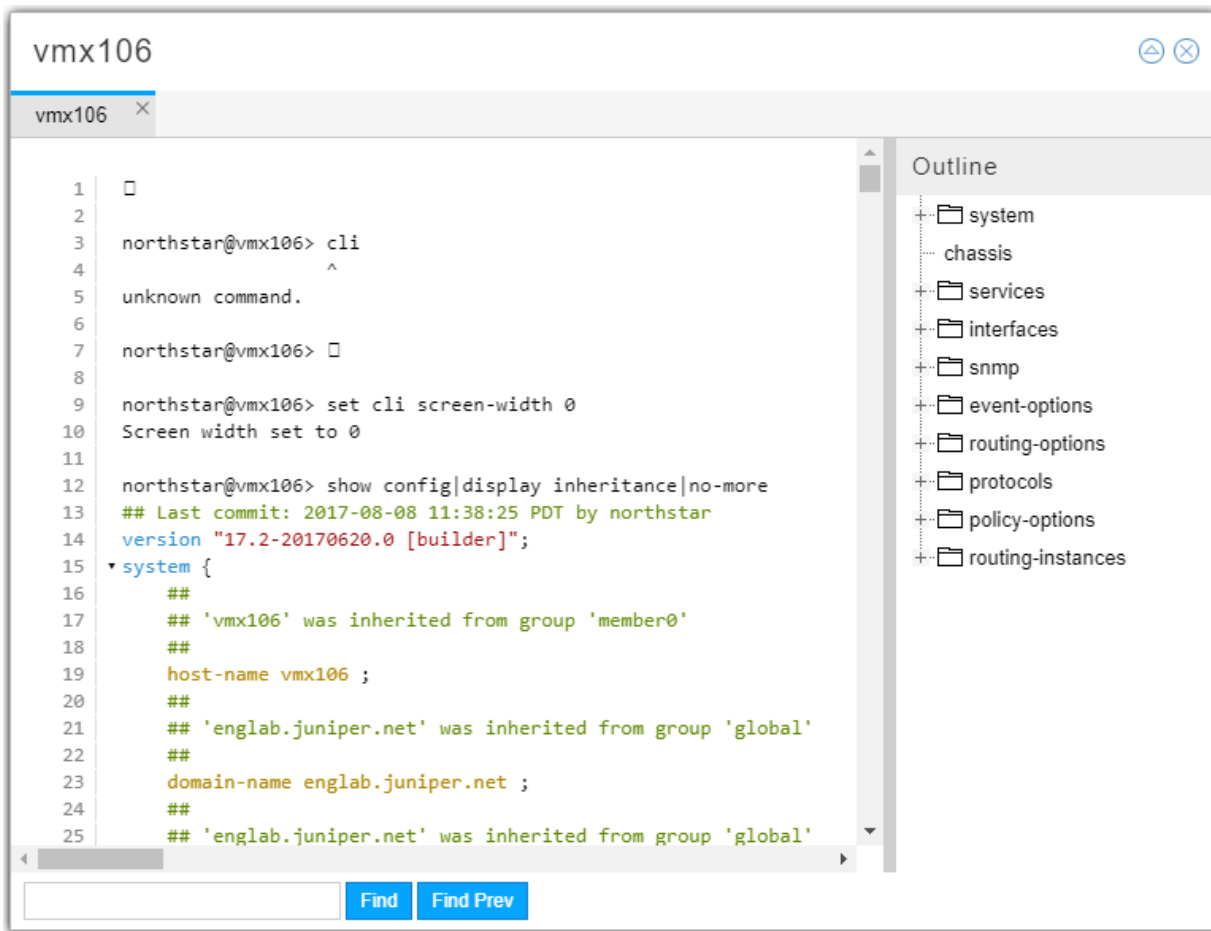 vmx106
vmx106
1 □
2
3 northstar@vmx106> cli
4 ^
5 unknown command.
6
7 northstar@vmx106> □
8
9 northstar@vmx106> set cli screen-width 0
10 Screen width set to 0
11
12 northstar@vmx106> show config|display inheritance|no-more
13 ## Last commit: 2017-08-08 11:38:25 PDT by northstar
14 version "17.2-20170620.0 [builder]";
15 system {
16 ##
17 ## 'vmx106' was inherited from group 'member0'
18 ##
19 host-name vmx106 ;
20 ##
21 ## 'englab.juniper.net' was inherited from group 'global'
22 ##
23 domain-name englab.juniper.net ;
24 ##
25 ## 'englab.juniper.net' was inherited from group 'global'
Find Find Prev
Outline
system
chassis
services
interfaces
snmp
event-options
routing-options
protocols
policy-options
routing-instances